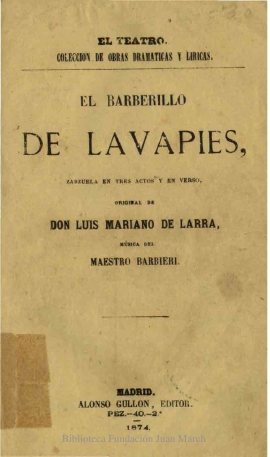 EL TEATRO.
COLECCION DE OBRAS DRAMATICAS Y LIRICAS.
EL BARBERILLO
DE LAVAPIES,
ZARZUELA EN TRES ACTOS Y EN VERSO,
ORIGINAL DE
DON LUIS MARIANO DE LARRA,
MÚSICA DEL
MAESTRO BARBIERI.
MADRID.
ALONSO GULLON, EDITOR.
PEZ.—40.—2.º
1874.
Biblioteca Fundación Juan March